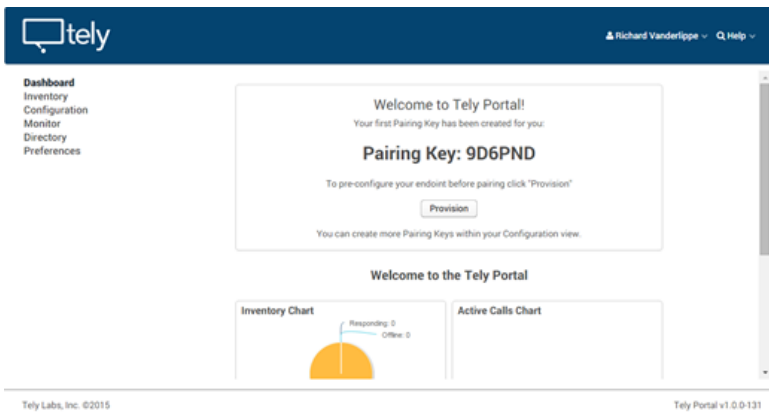 tely
Richard Vanderlippe
Help
Dashboard
Inventory
Configuration
Monitor
Directory
Preferences
Welcome to Tely Portal!
Your first Pairing Key has been created for you:
Pairing Key: 9D6PND
To pre-configure your endoint before pairing click "Provision"
Provision
You can create more Pairing Keys within your Configuration view.
Welcome to the Tely Portal
Inventory Chart
Responding: 0
Offline: 0
Active Calls Chart
Tely Labs, Inc. ©2015
Tely Portal v1.0.0-131